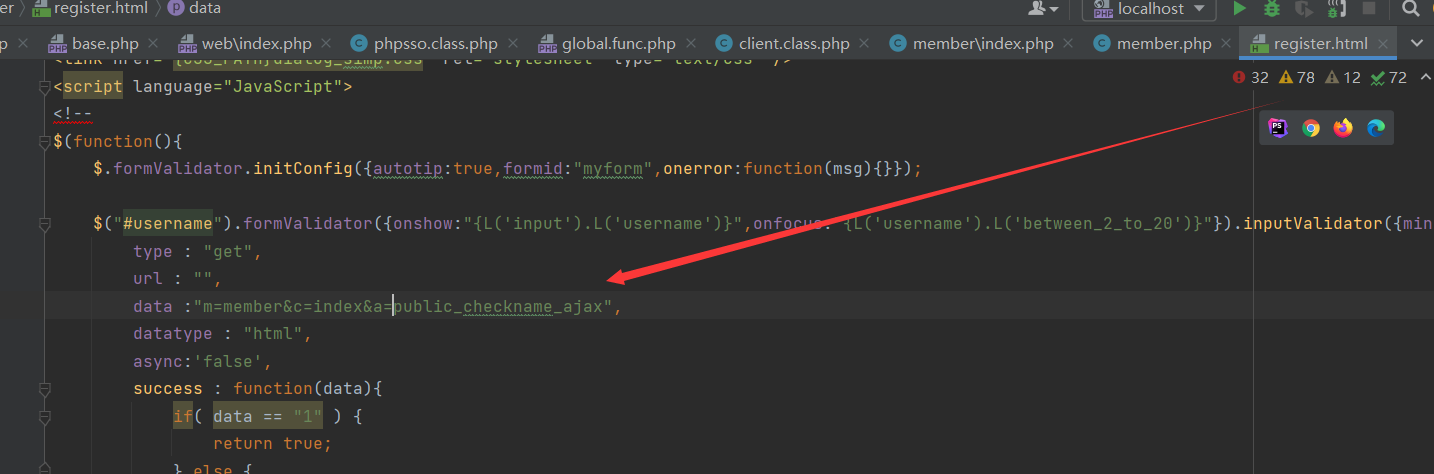 er 〉 register.html 〉 p data localhost
p × base.php × web\index.php × phpsso.class.php × global.func.php × client.class.php × member\index.php × member.php × register.html ×
<link href="{CSS_PATH}dialog_simp.css" rel="stylesheet" type="text/css" />
<script language="JavaScript">
32 78 12 72
<!--
$(function(){
$.formValidator.initConfig({autotip:true,formid:"myform",onerror:function(msg){}});
$("#username").formValidator({onshow:"{L('input').L('username')}",onfocus:"{L('username').L('between_2_to_20')}"}).inputValidator({min
type : "get",
url : "",
data :"m=member&c=index&a=public_checkname_ajax",
datatype : "html",
async:'false',
success : function(data){
if( data == "1" ) {
return true;
} else {